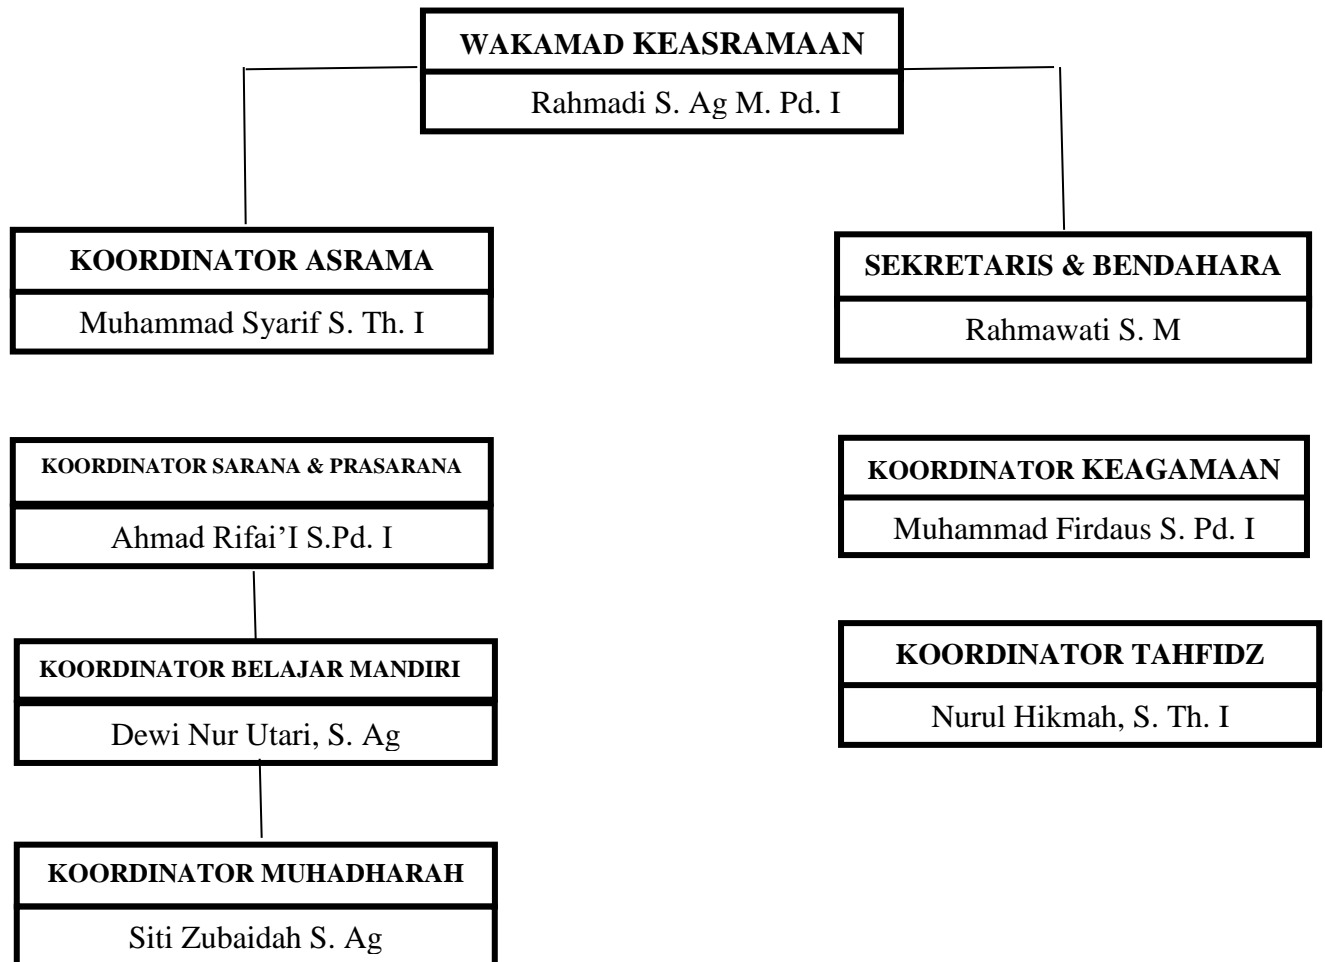 WAKAMAD KEASRAMAAN
Rahmadi S. Ag M. Pd. I
KOORDINATOR ASRAMA
Muhammad Syarif S. Th. I
SEKRETARIS & BENDAHARA
Rahmawati S. M
KOORDINATOR SARANA & PRASARANA
Ahmad Rifai’I S.Pd. I
KOORDINATOR KEAGAMAAN
Muhammad Firdaus S. Pd. I
KOORDINATOR BELAJAR MANDIRI
Dewi Nur Utari, S. Ag
KOORDINATOR TAHFIDZ
Nurul Hikmah, S. Th. I
KOORDINATOR MUHADHARAH
Siti Zubaidah S. Ag